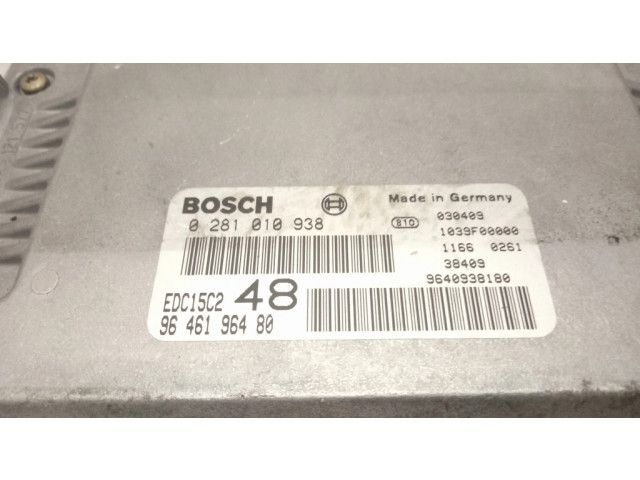 BOSCH
0 281 010 938
EDC15C2 48
96 461 964 80
Made in Germany
810 030409
1039F00000
1166 0261
38409
9640938180